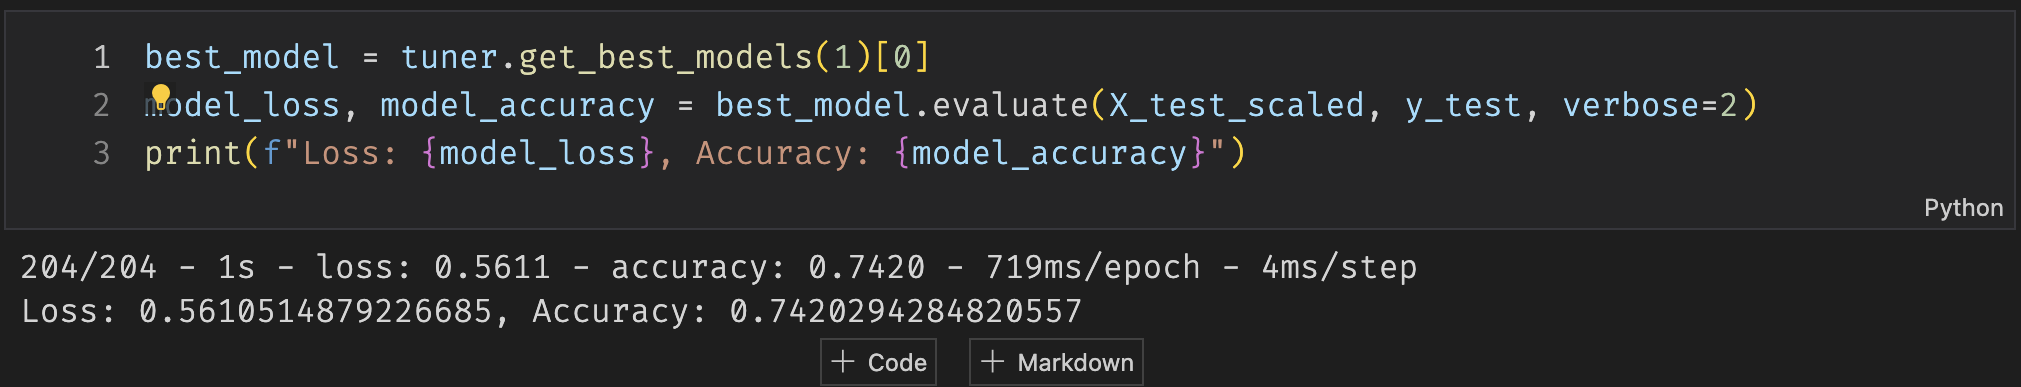 1 best_model = tuner.get_best_models(1)[0]
2 model_loss, model_accuracy = best_model.evaluate(X_test_scaled, y_test, verbose=2)
3 print(f"Loss: {model_loss}, Accuracy: {model_accuracy}")
Python
204/204 - 1s - loss: 0.5611 - accuracy: 0.7420 - 719ms/epoch - 4ms/step
Loss: 0.5610514879226685, Accuracy: 0.7420294284820557
+ Code + Markdown